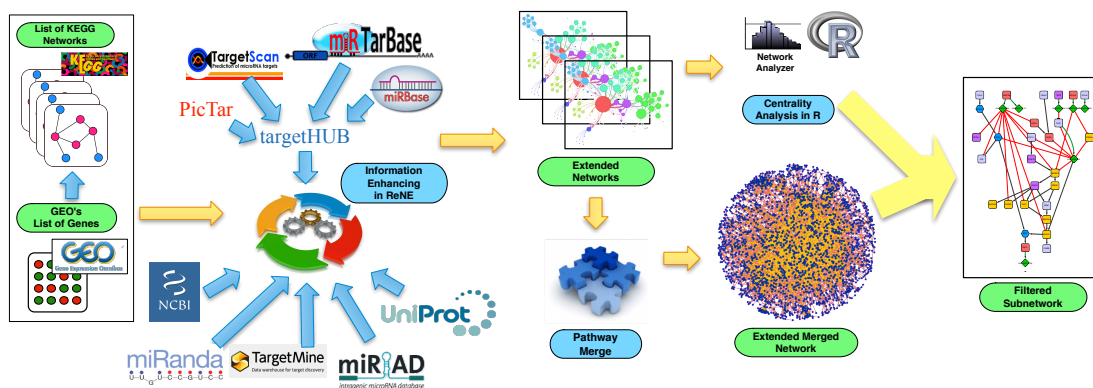 List of KEGG
Networks
KEGG
GEO's
List of Genes
GEO
Gene Expression Omnibus
TargetScan
Prediction of microRNA targets
ORF
AAAA
miRTarBase
miRBase
PicTar
targetHUB
Information
Enhancing
in ReNE
NCBI
UniProt
miRanda
UUGUCCGUCC
TargetMine
Data warehouse for target discovery
miRIAD
intragenic microRNA database
Extended
Networks
Pathway
Merge
Network
Analyzer
R
Centrality
Analysis in R
Extended Merged
Network
Filtered
Subnetwork